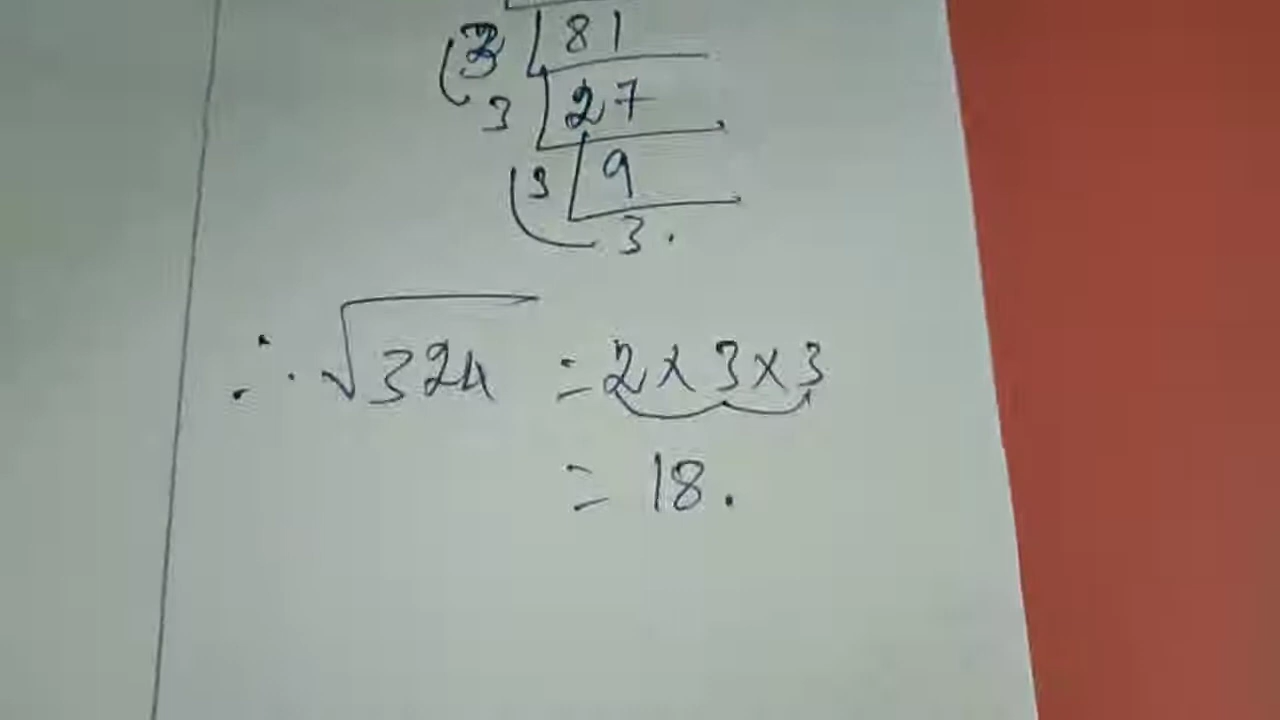 3 | 81
3 | 27
3 | 9
3.
∴ √324 = 2 × 3 × 3
= 18.